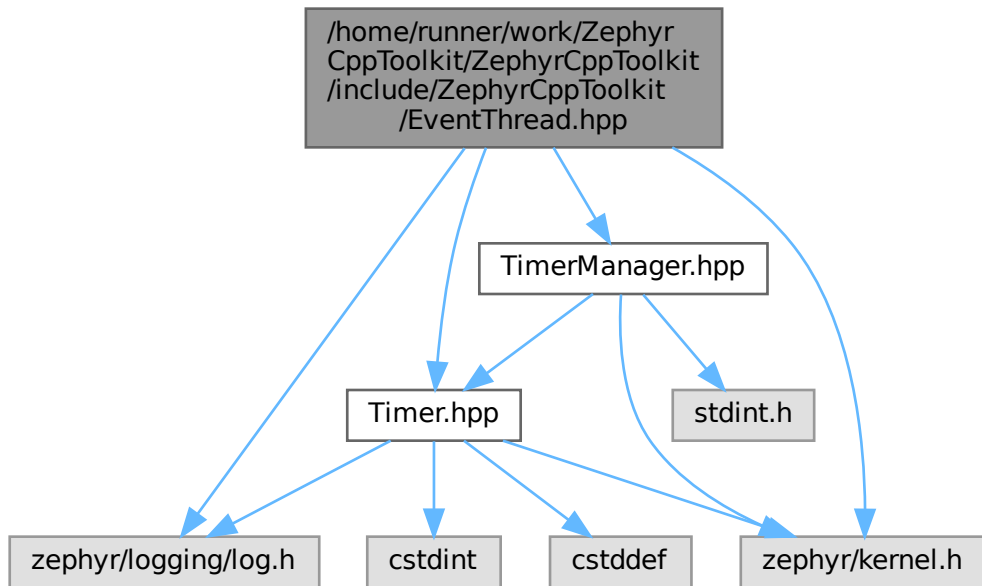 /home/runner/work/Zephyr
CppToolkit/ZephyrCppToolkit
/include/ZephyrCppToolkit
/EventThread.hpp
TimerManager.hpp
Timer.hpp
stdint.h
zephyr/logging/log.h
cstdint
cstddef
zephyr/kernel.h